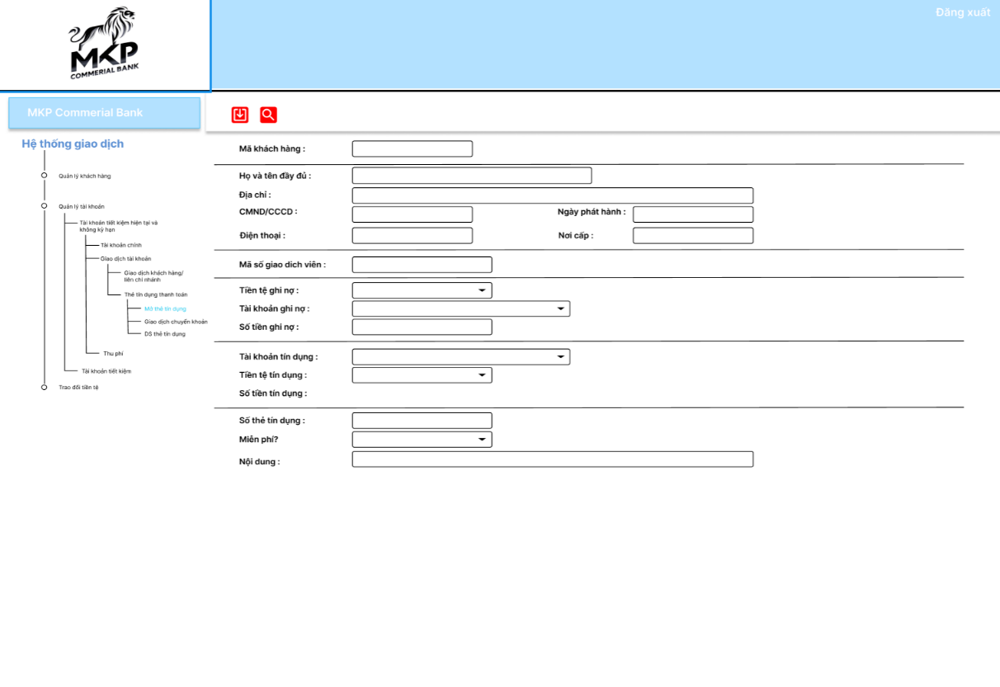 MKP
COMMERIAL BANK
Đăng xuất
MKP Commerial Bank
Hệ thống giao dịch
Quản lý khách hàng
Quản lý tài khoản
Tài khoản tiết kiệm hiện tại và
không kỳ hạn
Tài khoản chính
Giao dịch tài khoản
Giao dịch khách hàng/
liên chi nhánh
Thẻ tín dụng thanh toán
Mở thẻ tín dụng
Giao dịch chuyển khoản
DS thẻ tín dụng
Thu phí
Tài khoản tiết kiệm
Trao đổi tiền tệ
Mã khách hàng :
Họ và tên đầy đủ :
Địa chỉ :
CMND/CCCD :
Ngày phát hành :
Điện thoại :
Nơi cấp :
Mã số giao dich viên :
Tiền tệ ghi nợ :
Tài khoản ghi nợ :
Số tiền ghi nợ :
Tài khoản tín dụng :
Tiền tệ tín dụng :
Số tiền tín dụng :
Số thẻ tín dụng :
Miễn phí?
Nội dung :